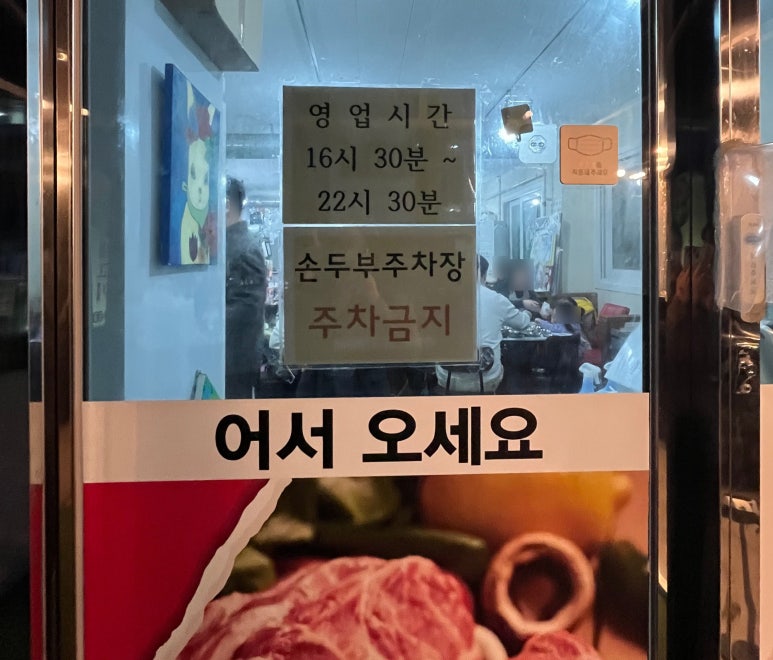 영 업 시 간
16시 30분 ~
22시 30분
손두부주차장
주차금지
어서 오세요